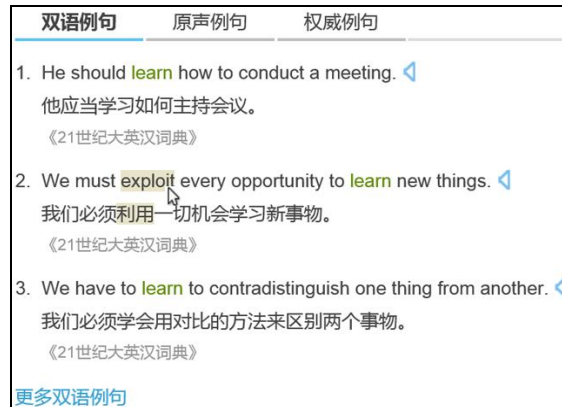 双语例句 原声例句 权威例句
1. He should learn how to conduct a meeting.
他应当学习如何主持会议。
《21世纪大英汉词典》
2. We must exploit every opportunity to learn new things.
我们必须利用一切机会学习新事物。
《21世纪大英汉词典》
3. We have to learn to contradistinguish one thing from another.
我们必须学会用对比的方法来区别两个事物。
《21世纪大英汉词典》
更多双语例句